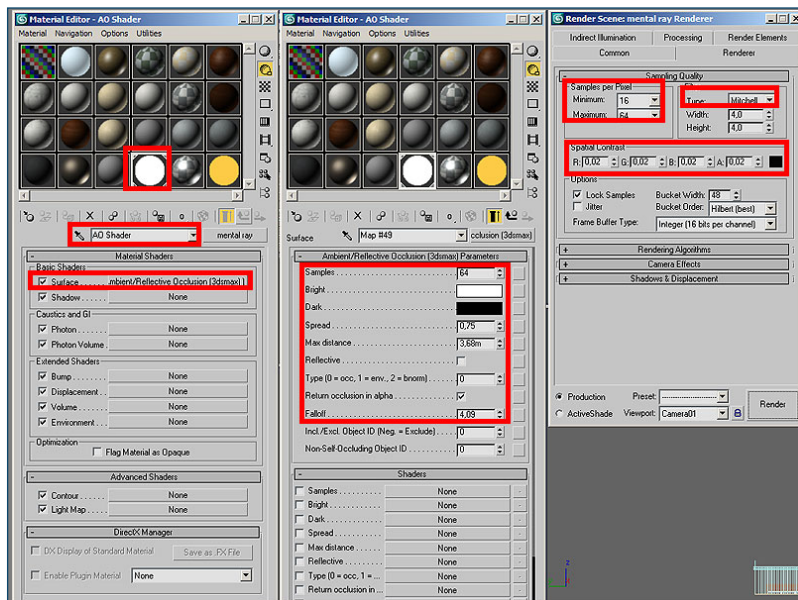 Material Editor - AO Shader
Material Navigation Options Utilities
AO Shader
mental ray
Material Shaders
Basic Shaders
Surface . . . . . . mbient/Reflective Occlusion (3dsmax) )
Shadow . . . . . . None
Caustics and GI
Photon . . . . . . None
Photon Volume . None
Extended Shaders
Bump . . . . . . None
Displacement . . None
Volume . . . . . None
Environment . . . None
Optimization
Flag Material as Opaque
Advanced Shaders
Contour . . . . . None
Light Map . . . . None
DirectX Manager
DX Display of Standard Material Save as .FX File
Enable Plugin Material None
Material Editor - AO Shader
Material Navigation Options Utilities
Surface Map #49 cclusion (3dsmax)
Ambient/Reflective Occlusion (3dsmax) Parameters
Samples 64
Bright
Dark
Spread 0,75
Max distance 3,68m
Reflective
Type (0 = occ, 1 = env., 2 = bnorm) 0
Return occlusion in alpha
Falloff 4,09
Incl./Excl. Object ID (Neg. = Exclude) 0
Non-Self-Occluding Object ID 0
Shaders
Samples None
Bright None
Dark None
Spread None
Max distance None
Reflective None
Type (0 = occ, 1 = ... None
Return occlusion in ... None
Render Scene: mental ray Renderer
Indirect Illumination Processing Render Elements
Common Renderer
Sampling Quality
Samples per Pixel
Minimum: 16
Maximum: 64
Type: Mitchell
Width: 4,0
Height: 4,0
Spatial Contrast
R: 0,02 G: 0,02 B: 0,02 A: 0,02
Options
Lock Samples Bucket Width: 48
Jitter Bucket Order: Hilbert (best)
Frame Buffer Type: Integer (16 bits per channel)
Rendering Algorithms
Camera Effects
Shadows & Displacement
Production Preset:
ActiveShade Viewport: Camera01
Render
z